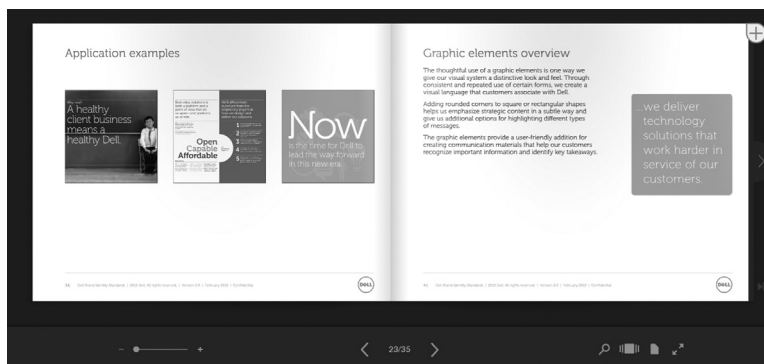 Application examples
A healthy
client business
means a
healthy Dell.
Open
Capable
Affordable
1
2
3
4
5
Now
is the time for Dell to
lead the way forward
in this new era.
DELL
Graphic elements overview
The thoughtful use of a graphic elements is one way we
give our visual system a distinctive look and feel. Through
consistent and repeated use of certain forms, we create a
visual language that customers associate with Dell.
Adding rounded corners to square or rectangular shapes
helps us emphasize strategic content in a subtle way and
give us additional options for highlighting different types
of messages.
The graphic elements provide a user-friendly addition for
creating communication materials that help our customers
recognize important information and identify key takeaways.
...we deliver
technology
solutions that
work harder in
service of our
customers
DELL
23/35